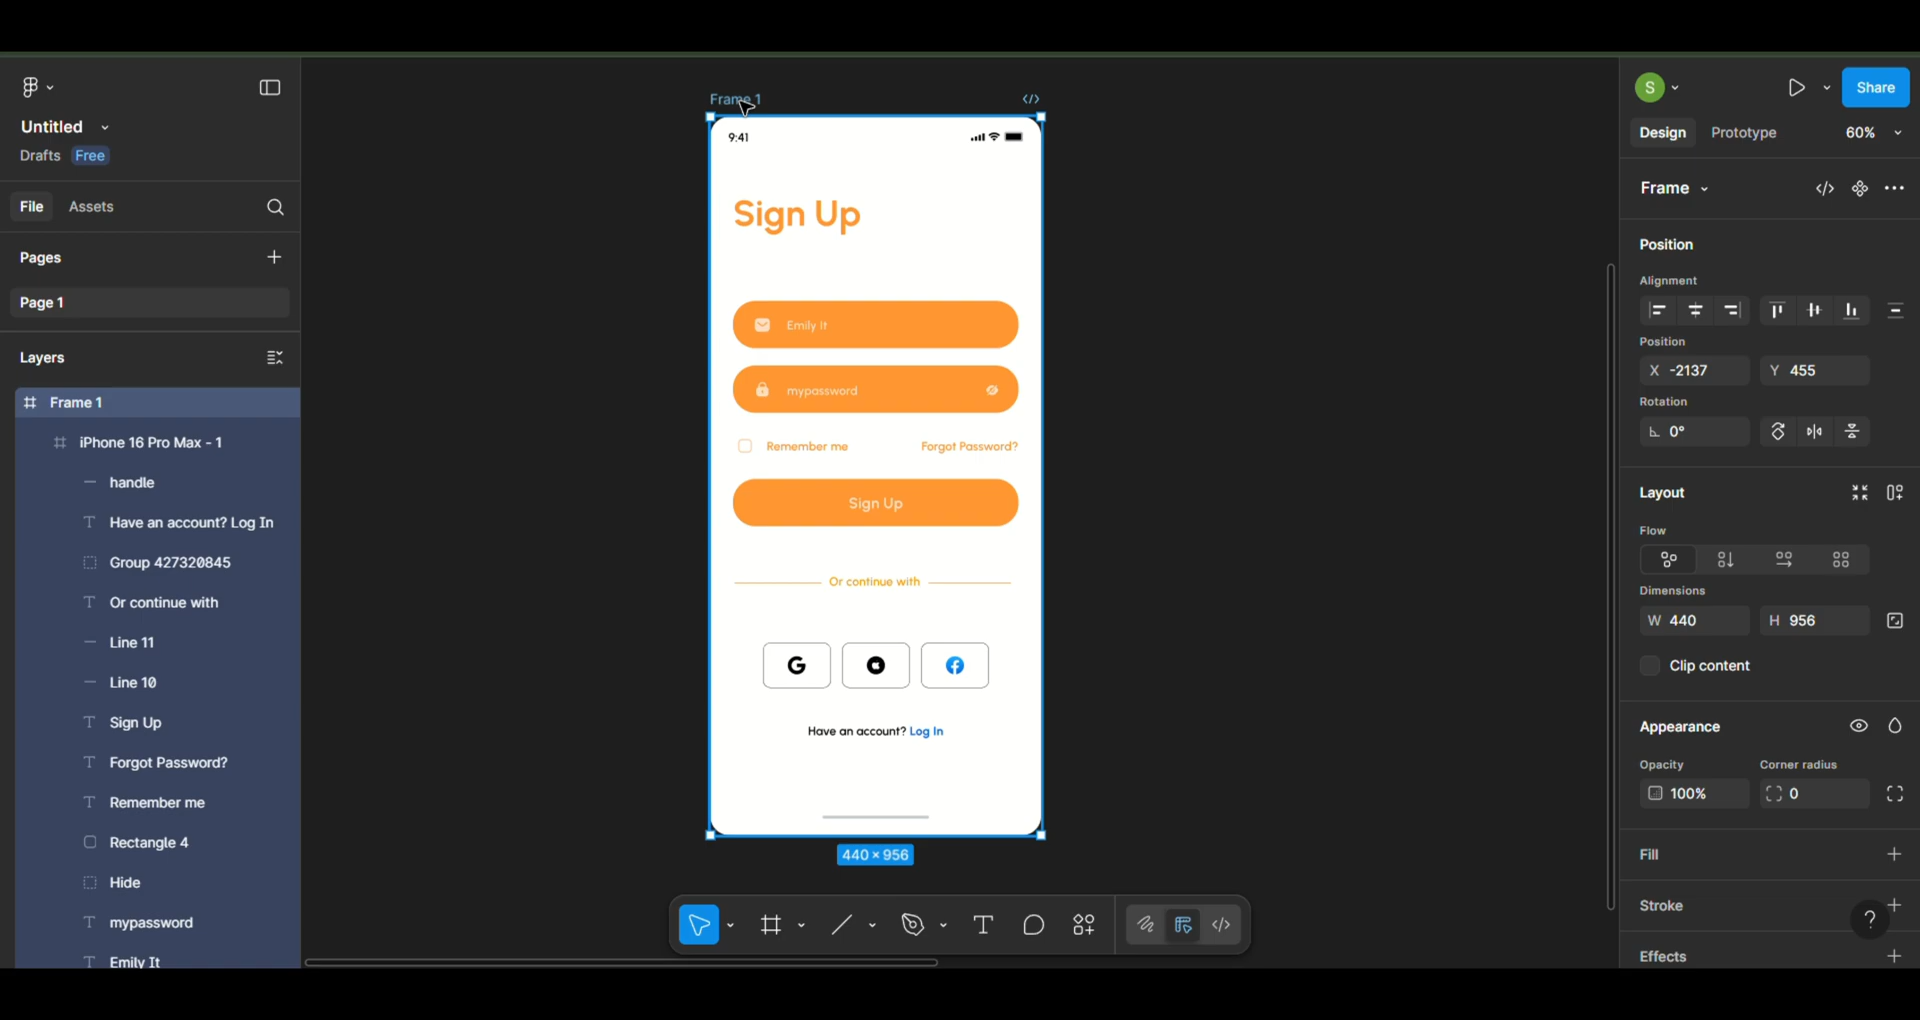 Untitled
Drafts Free
File Assets
Pages
Page 1
Layers
Frame 1
iPhone 16 Pro Max - 1
handle
Have an account? Log In
Group 427320845
Or continue with
Line 11
Line 10
Sign Up
Forgot Password?
Remember me
Rectangle 4
Hide
mypassword
Emily It
Frame 1
9:41
Sign Up
Emily It
mypassword
Remember me Forgot Password?
Sign Up
Or continue with
G
Have an account? Log In
440 × 956
S
Share
Design Prototype 60%
Frame
Position
Alignment
Position
X -2137 Y 455
Rotation
0°
Layout
Flow
Dimensions
W 440 H 956
Clip content
Appearance
Opacity Corner radius
100% 0
Fill
Stroke
?
Effects